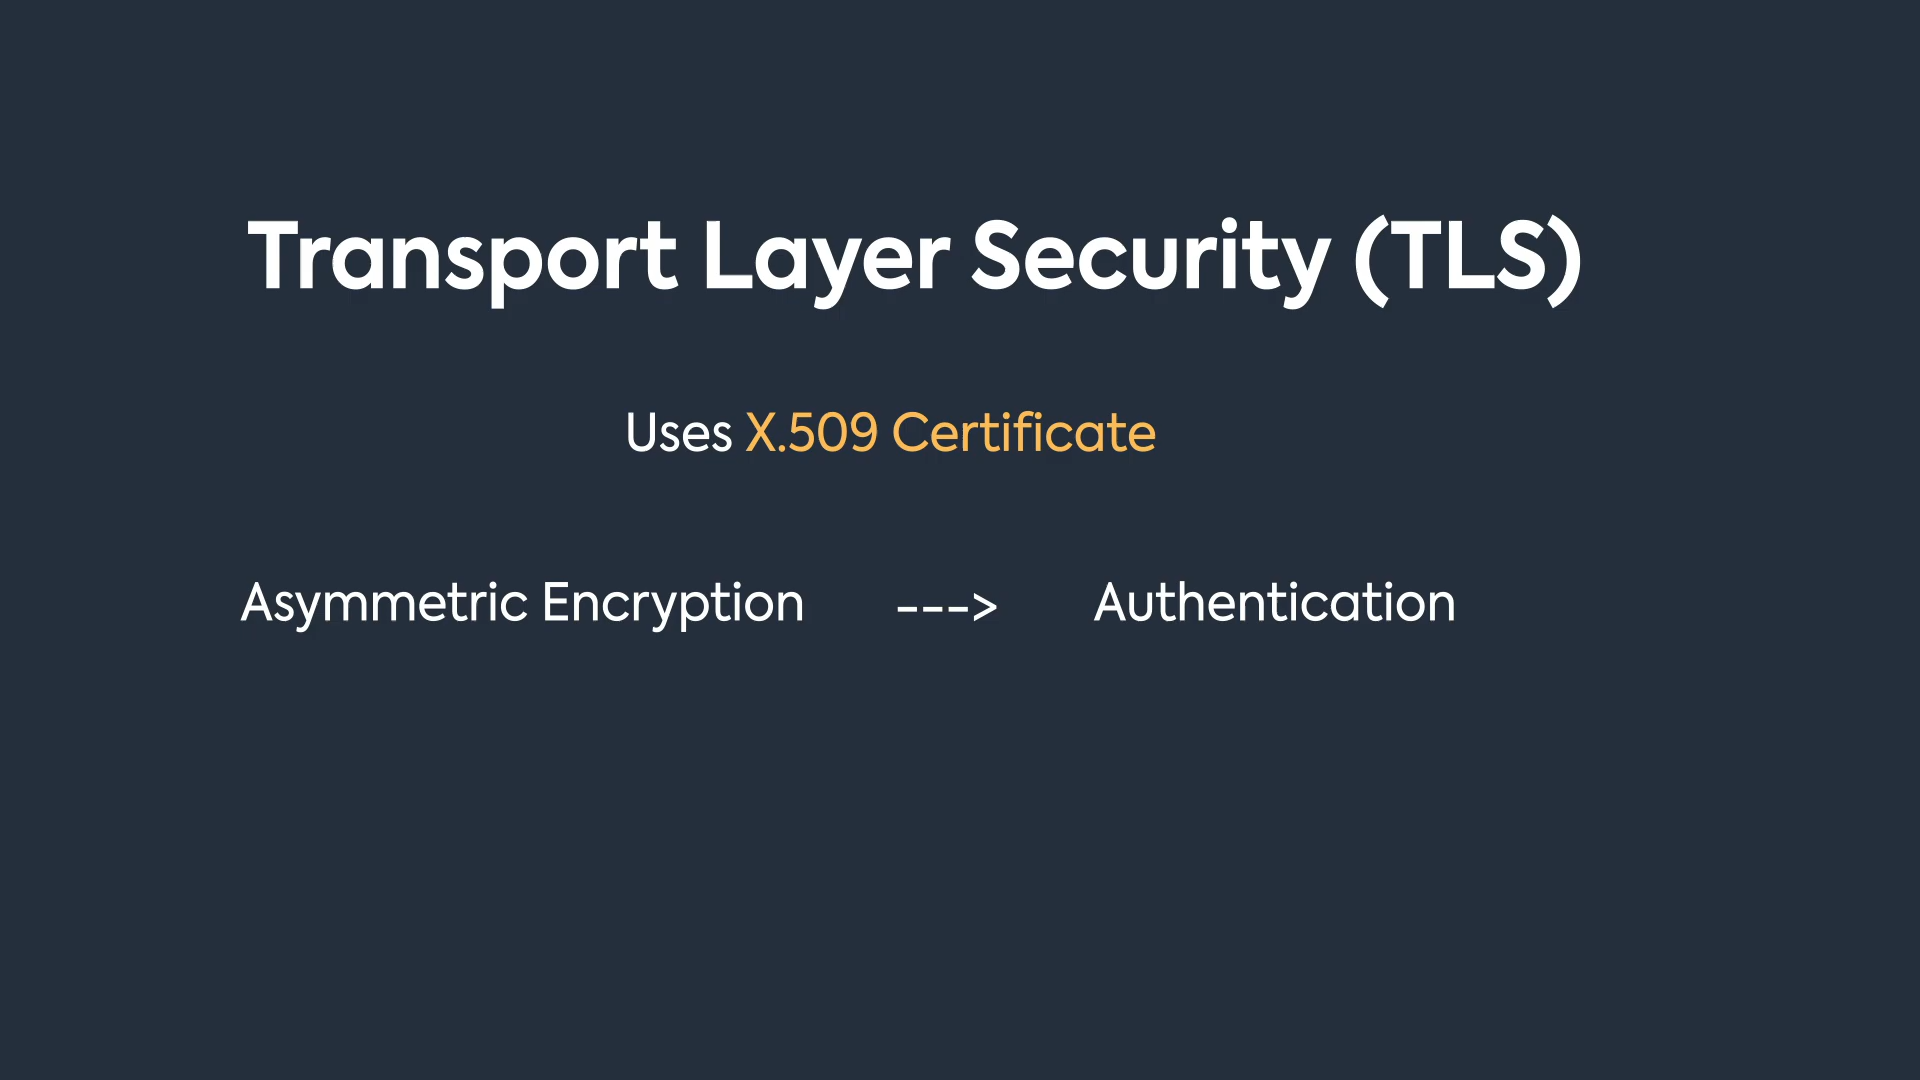 Transport Layer Security (TLS)
Uses X.509 Certificate
Asymmetric Encryption ---> Authentication